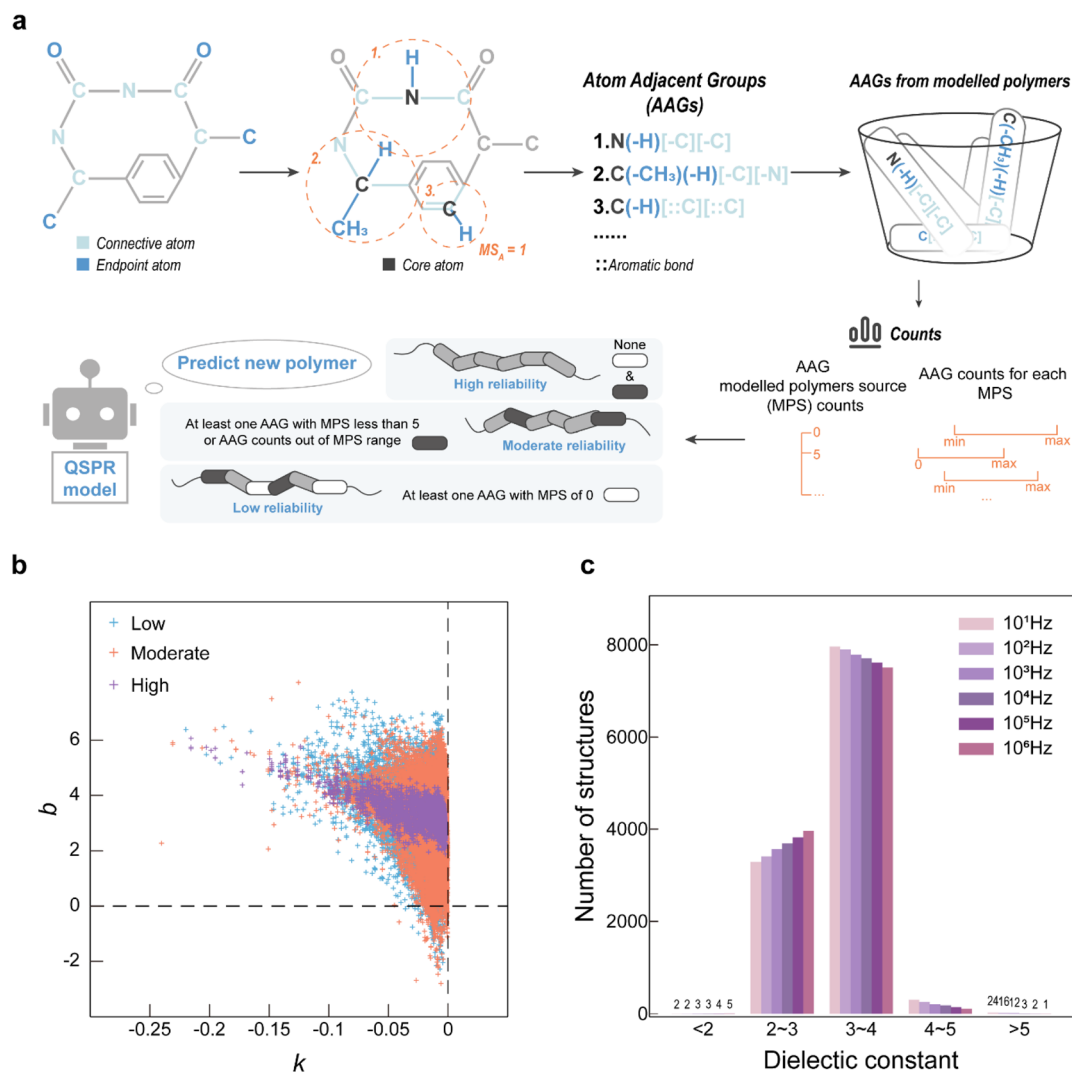 a
O
O
C
N
C
N
C
C
C
C
Connective atom
Endpoint atom
1.
H
O
O
C
N
C
N
H
2.
C
C
C
3.
C
H
CH₃
MS_A = 1
Core atom
Atom Adjacent Groups
(AAGs)
1.N(-H)[-C][-C]
2.C(-CH₃)(-H)[-C][-N]
3.C(-H)[::C][::C]
......
::Aromatic bond
AAGs from modelled polymers
N(-H)[-C][-C]
C(-CH₃)(-H)[-C]
C[
C]
Counts
AAG
modelled polymers source
(MPS) counts
0
5
...
AAG counts for each
MPS
min
max
0
max
min
max
...
Predict new polymer
QSPR
model
High reliability
None
&
At least one AAG with MPS less than 5
or AAG counts out of MPS range
Moderate reliability
Low reliability
At least one AAG with MPS of 0
b
Low
Moderate
High
b
6
4
2
0
-2
-0.25
-0.2
-0.15
-0.1
-0.05
0
k
c
Number of structures
8000
6000
4000
2000
0
10¹Hz
10²Hz
10³Hz
10⁴Hz
10⁵Hz
10⁶Hz
2 2 3 3 4 5
24 16 12 3 2 1
<2
2~3
3~4
4~5
>5
Dielectic constant